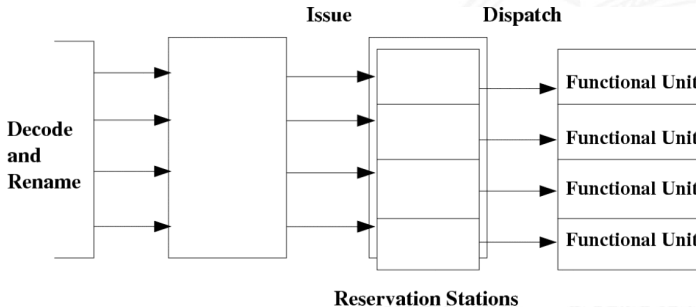 Issue
Dispatch
Decode
and
Rename
Functional Unit
Functional Unit
Functional Unit
Functional Unit
Reservation Stations